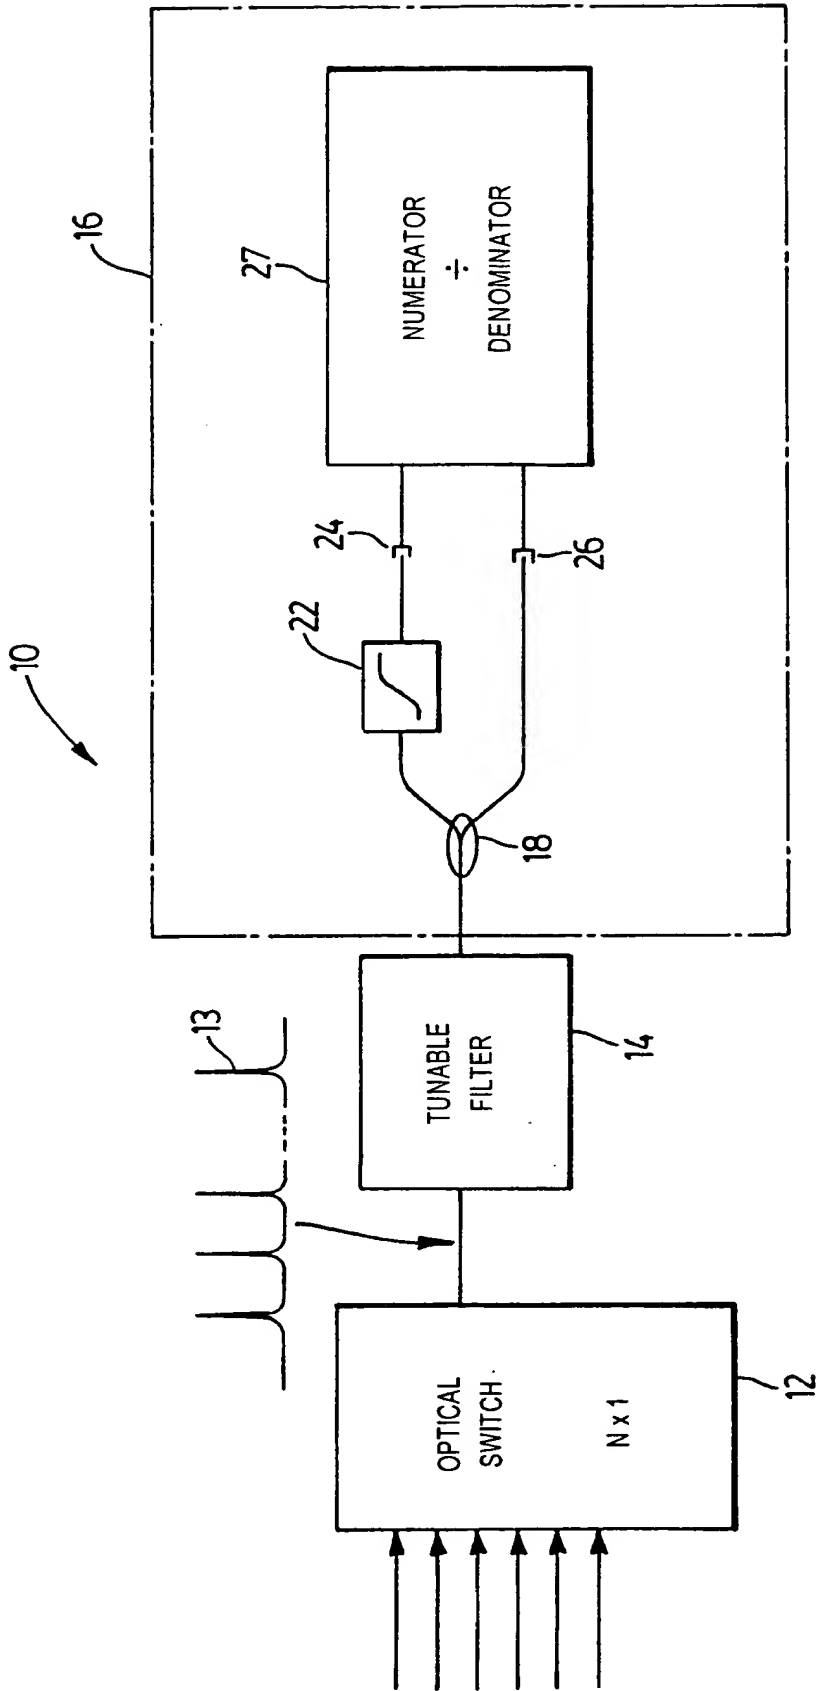 10
16
27
NUMERATOR
÷
DENOMINATOR
24
26
22
18
13
TUNABLE
FILTER
14
OPTICAL
SWITCH
N x 1
12